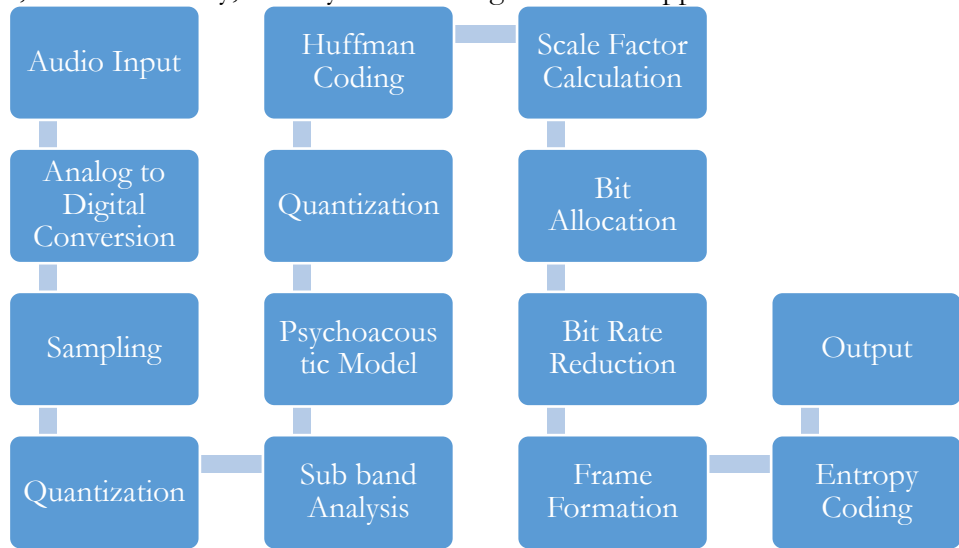 Audio Input
Analog to
Digital
Conversion
Sampling
Quantization
Sub band
Analysis
Psychoacous
tic Model
Quantization
Huffman
Coding
Scale Factor
Calculation
Bit
Allocation
Bit Rate
Reduction
Frame
Formation
Entropy
Coding
Output